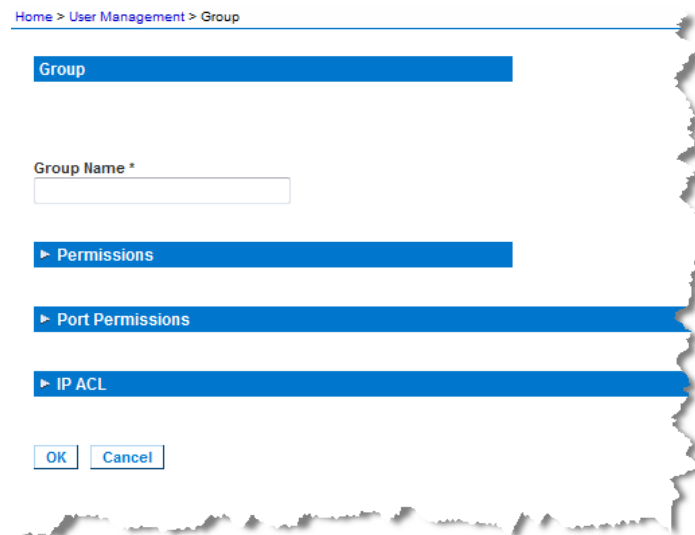 Home > User Management > Group
Group
Group Name *
Permissions
Port Permissions
IP ACL
OK Cancel